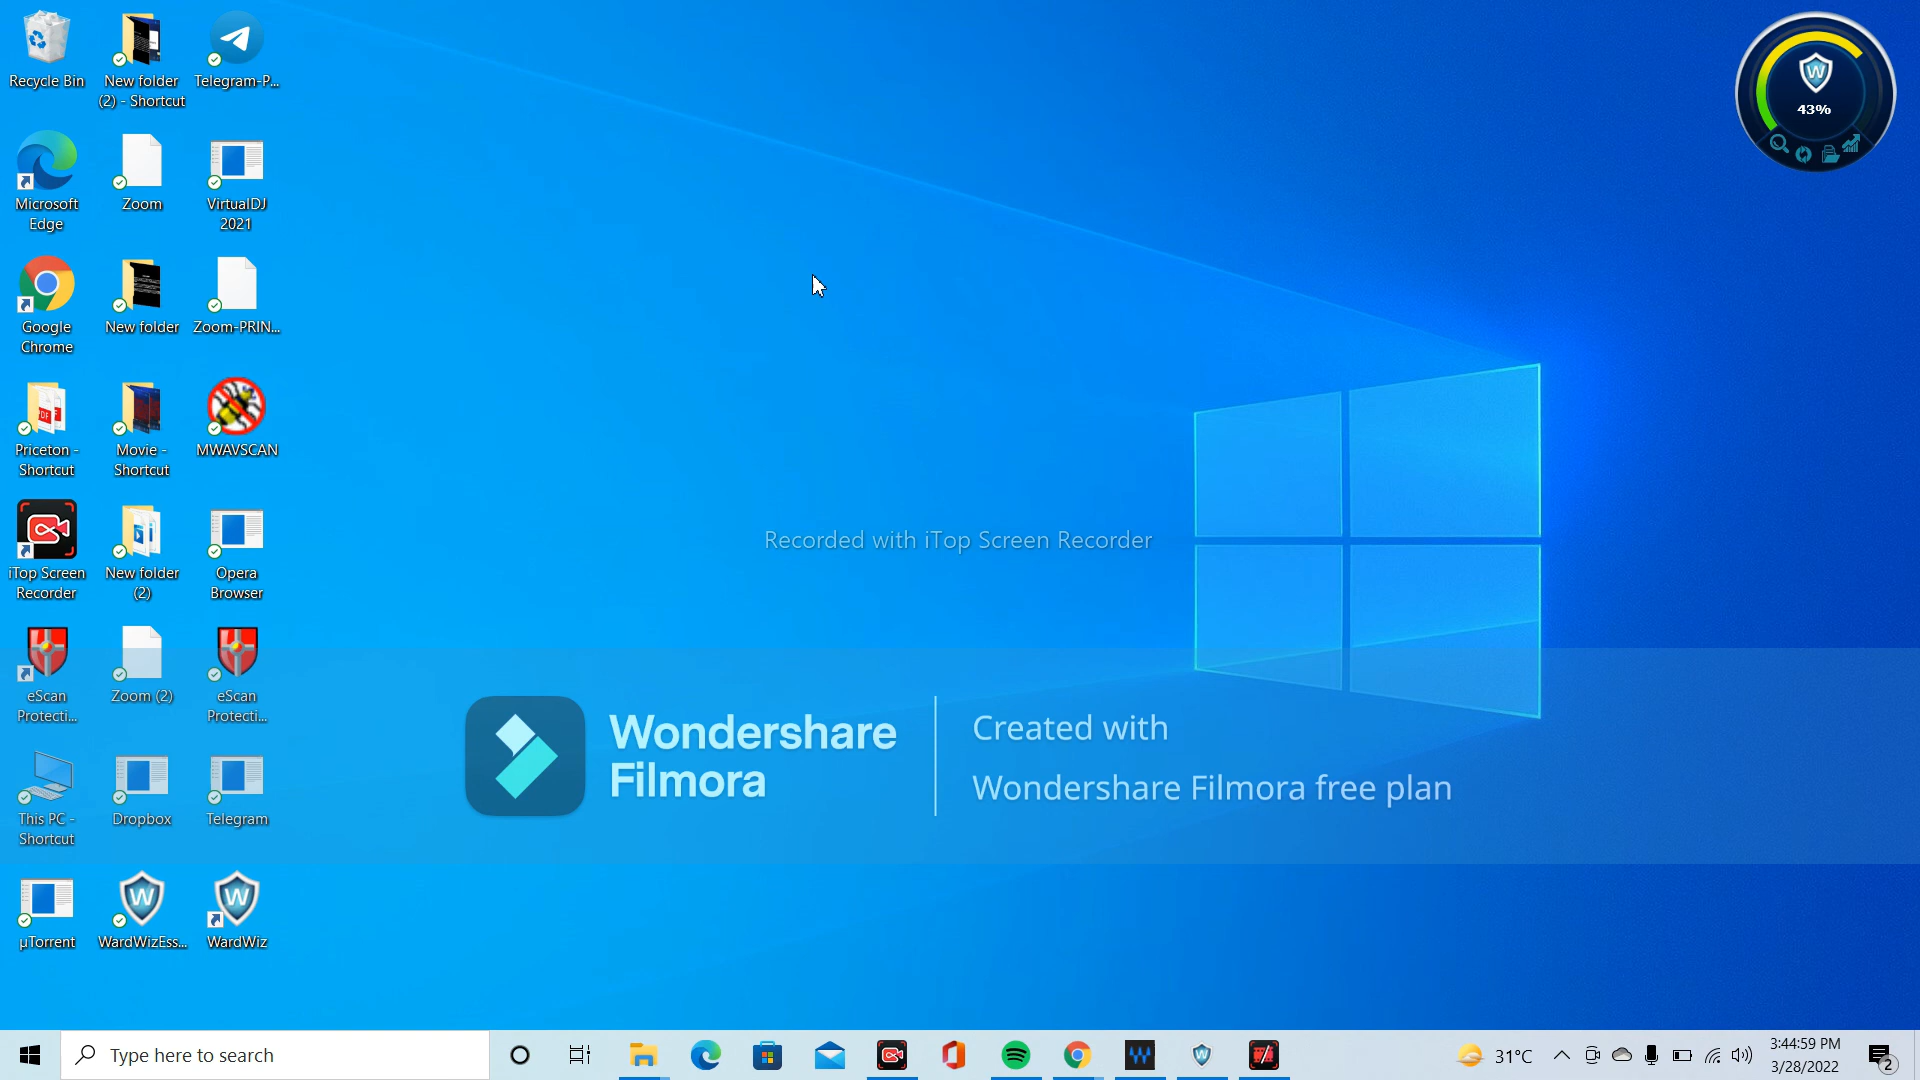 Recycle Bin
New folder
(2) - Shortcut
Telegram-P...
43%
Microsoft
Edge
Zoom
VirtualDJ
2021
Google
Chrome
New folder
Zoom-PRIN...
Priceton -
Shortcut
Movie -
Shortcut
MWAVSCAN
iTop Screen
Recorder
New folder
(2)
Opera
Browser
Recorded with iTop Screen Recorder
eScan
Protecti...
Zoom (2)
eScan
Protecti...
Wondershare
Filmora
Created with
Wondershare Filmora free plan
This PC -
Shortcut
Dropbox
Telegram
µTorrent
WardWizEss...
WardWiz
Type here to search
31°C
3:44:59 PM
3/28/2022
2